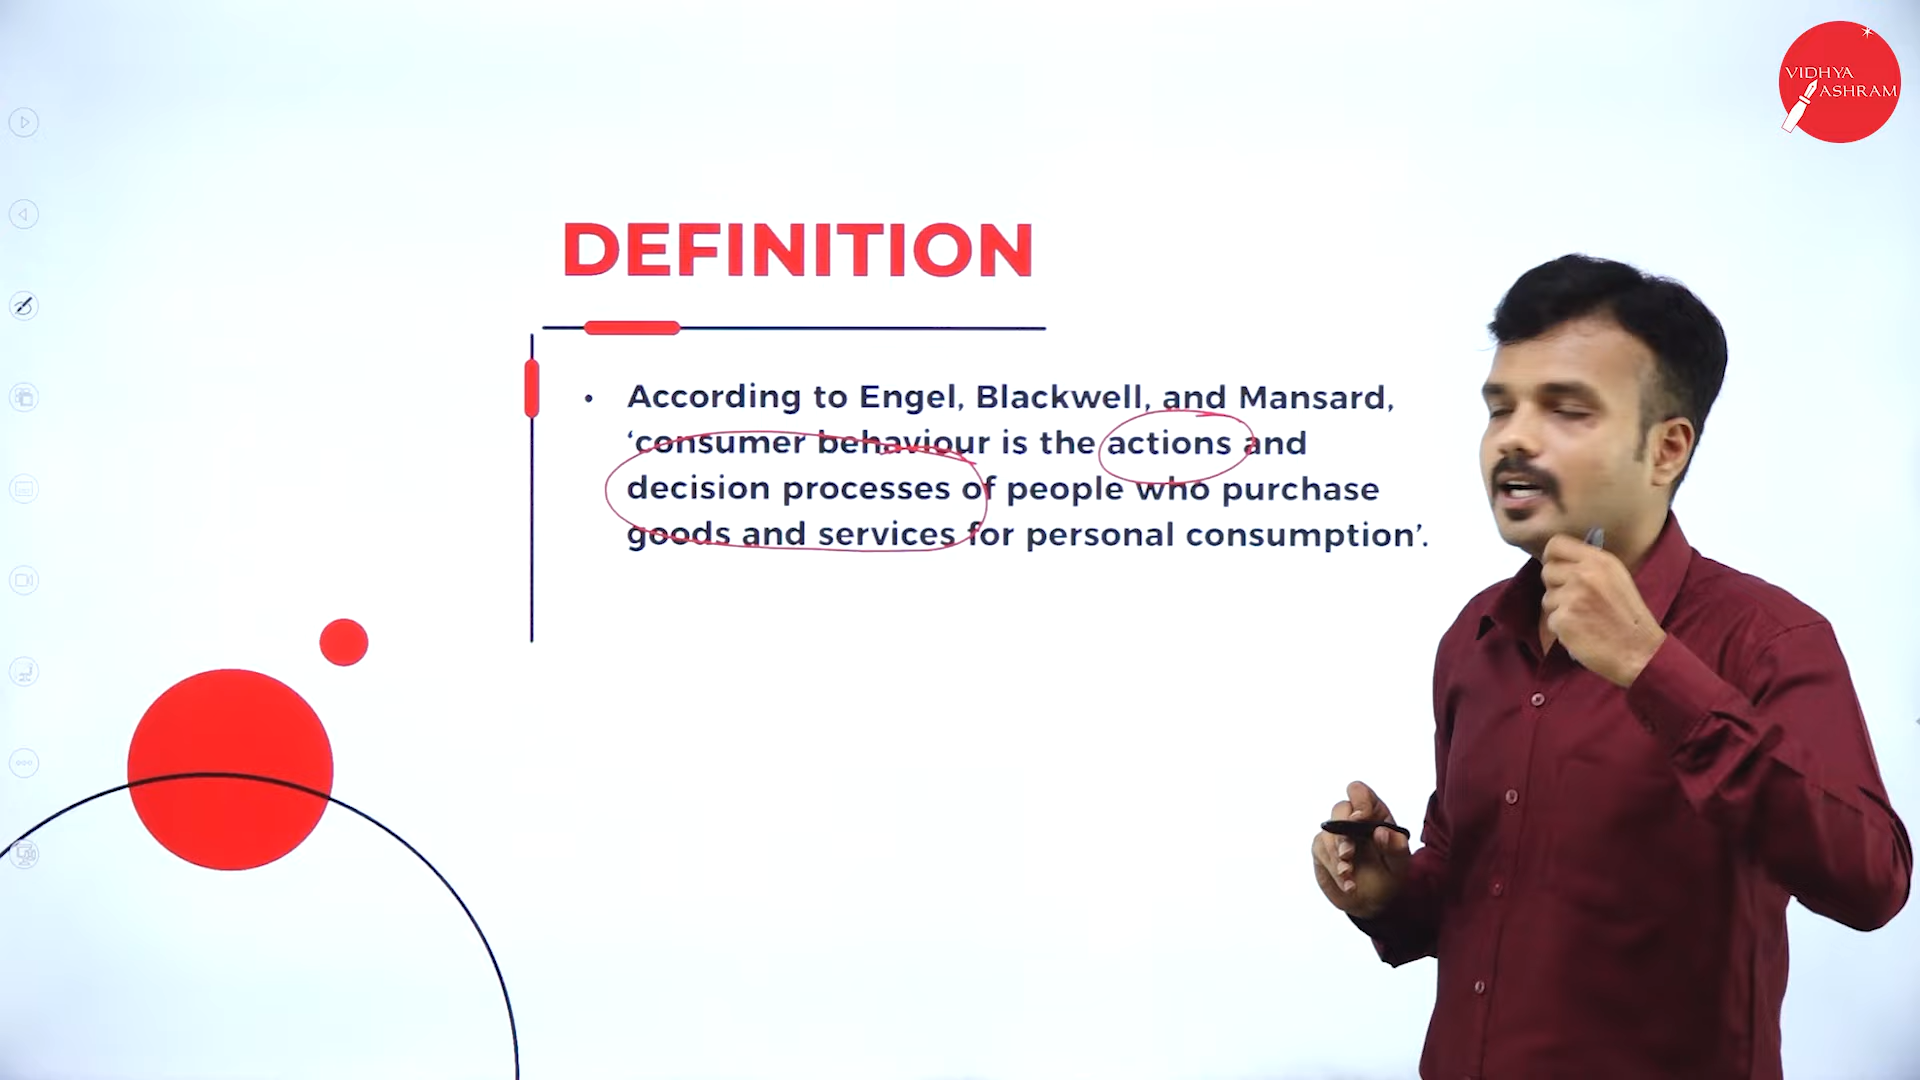 VIDHYA
ASHRAM
DEFINITION
• According to Engel, Blackwell, and Mansard,
‘consumer behaviour is the actions and
decision processes of people who purchase
goods and services for personal consumption’.